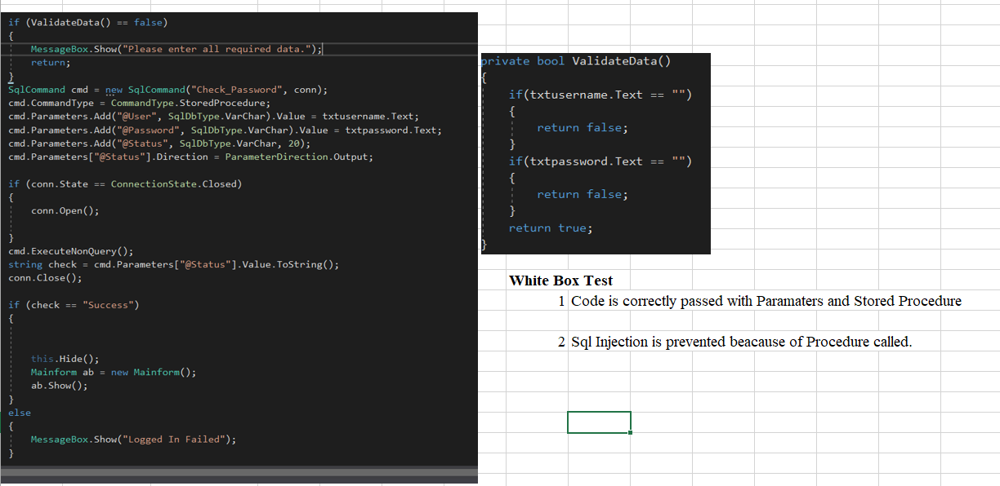 if (ValidateData() == false)
{
MessageBox.Show("Please enter all required data.");
return;
}
SqlCommand cmd = new SqlCommand("Check_Password", conn);
cmd.CommandType = CommandType.StoredProcedure;
cmd.Parameters.Add("@User", SqlDbType.VarChar).Value = txtusername.Text;
cmd.Parameters.Add("@Password", SqlDbType.VarChar).Value = txtpassword.Text;
cmd.Parameters.Add("@Status", SqlDbType.VarChar, 20);
cmd.Parameters["@Status"].Direction = ParameterDirection.Output;
if (conn.State == ConnectionState.Closed)
{
conn.Open();
}
cmd.ExecuteNonQuery();
string check = cmd.Parameters["@Status"].Value.ToString();
conn.Close();
if (check == "Success")
{
this.Hide();
Mainform ab = new Mainform();
ab.Show();
}
else
{
MessageBox.Show("Logged In Failed");
}
private bool ValidateData()
{
if(txtusername.Text == "")
{
return false;
}
if(txtpassword.Text == "")
{
return false;
}
return true;
}
White Box Test
1 Code is correctly passed with Paramaters and Stored Procedure
2 Sql Injection is prevented beacause of Procedure called.